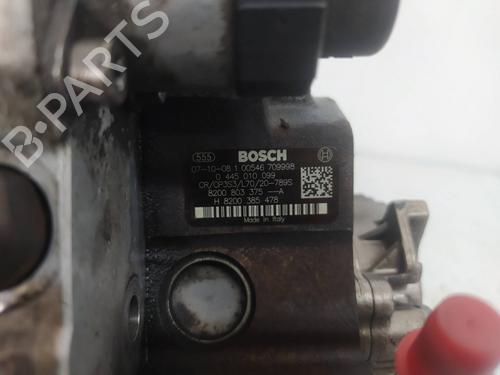 B-PARTS
555 BOSCH
07-10-08 1 00546 709998
0 445 010 099
CR/CP3S3/L70/20-789S
8200 803 375 ---A
H 8200 385 478
Made in Italy